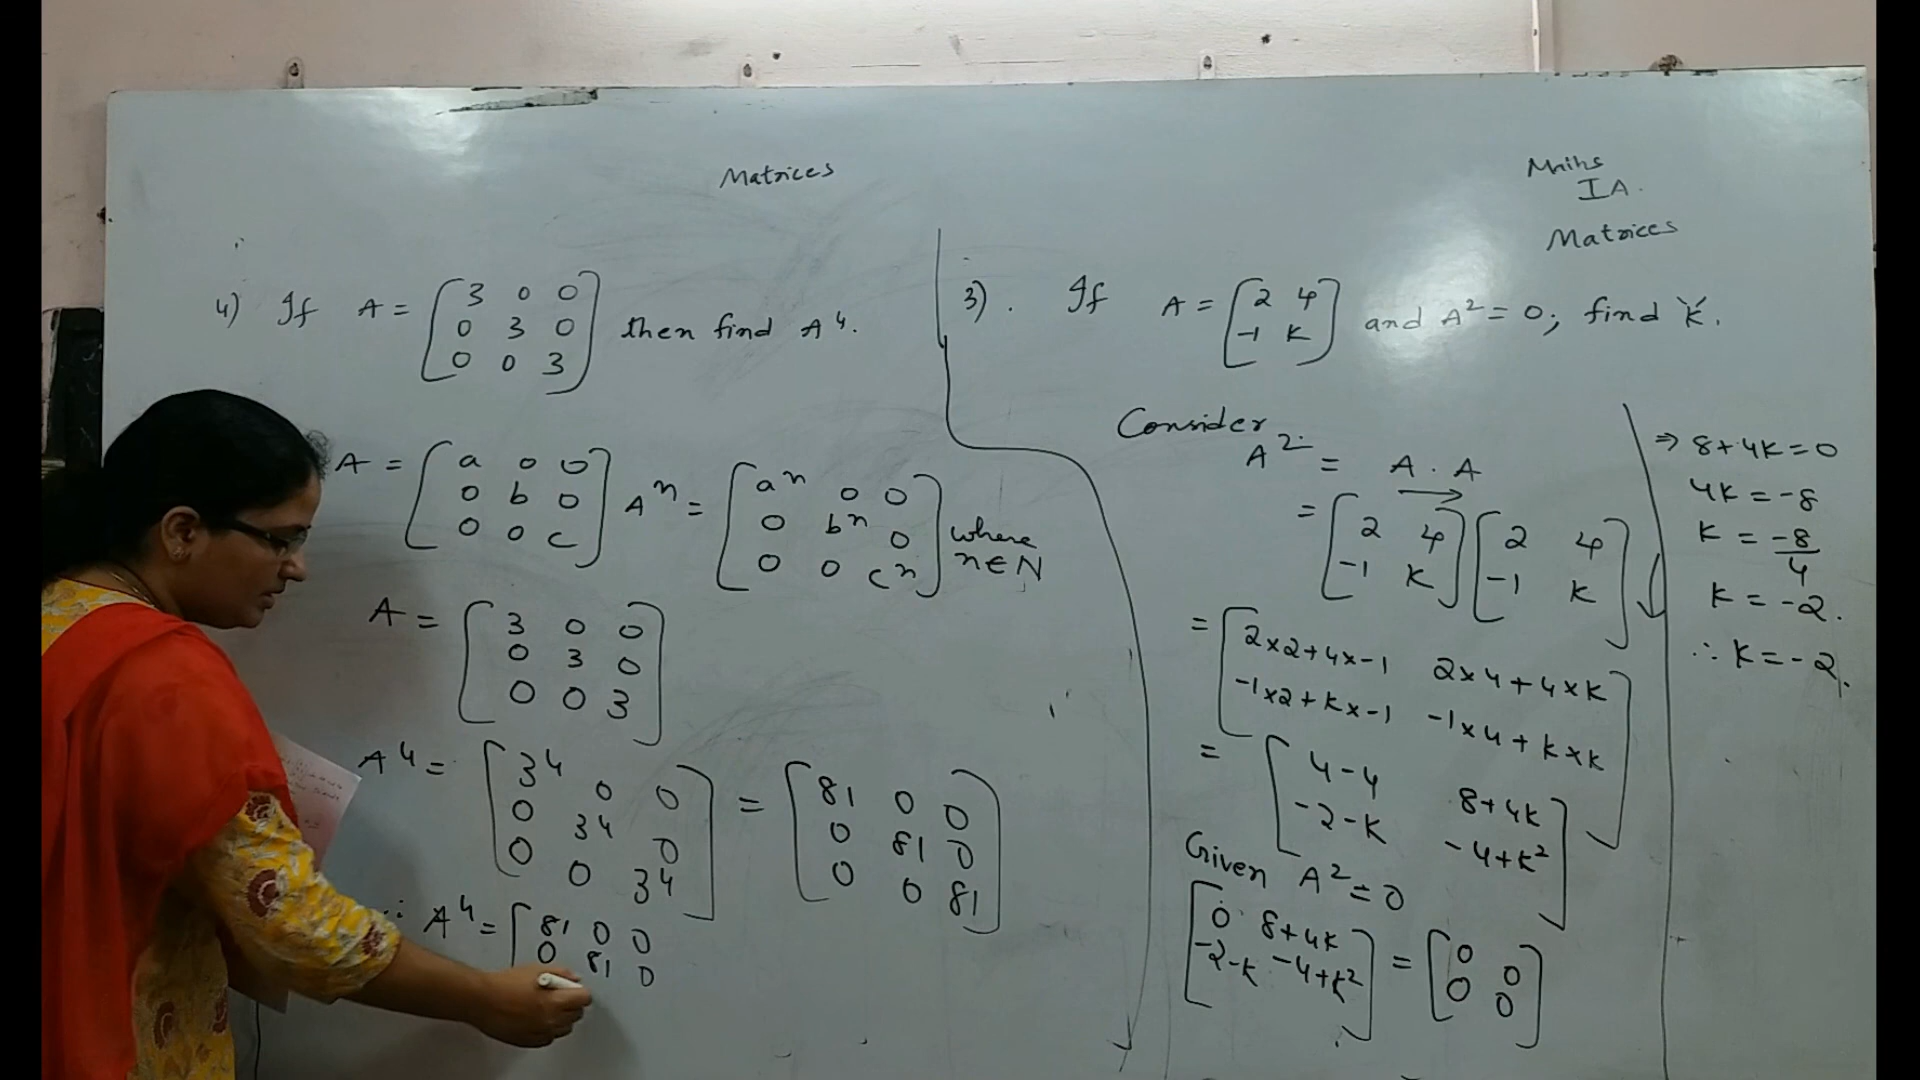 Matrices
Maths
IA.
Matrices
4) If A = [3 0 0
0 3 0
0 0 3] then find A⁴.
A = [a 0 0
0 b 0
0 0 c] Aⁿ = [aⁿ 0 0
0 bⁿ 0
0 0 cⁿ] where n∈N
A = [3 0 0
0 3 0
0 0 3]
A⁴ = [3⁴ 0 0
0 3⁴ 0
0 0 3⁴] = [81 0 0
0 81 0
0 0 81]
∴ A⁴ = [81 0 0
0 81 0
3). If A = [2 4
-1 k] and A² = 0; find 'k'.
Consider
A² = A . A
= [2 4
-1 k] [2 4
-1 k]
= [2×2+4×-1 2×4+4×k
-1×2+k×-1 -1×4+k×k]
= [4-4 8+4k
-2-k -4+k²]
Given A² = 0
[0 8+4k
-2-k -4+k²] = [0 0
0 0]
⇒ 8+4k=0
4k = -8
k = -8/4
k = -2.
∴ k = -2.